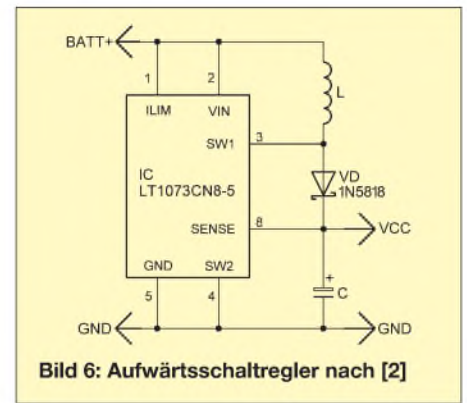 BATT+
1
2
ILIM
VIN
L
SW1
3
IC
LT1073CN8-5
VD
1N5818
SENSE
8
VCC
GND
SW2
+
C
5
4
GND
GND
Bild 6: Aufwärtsschaltregler nach [2]